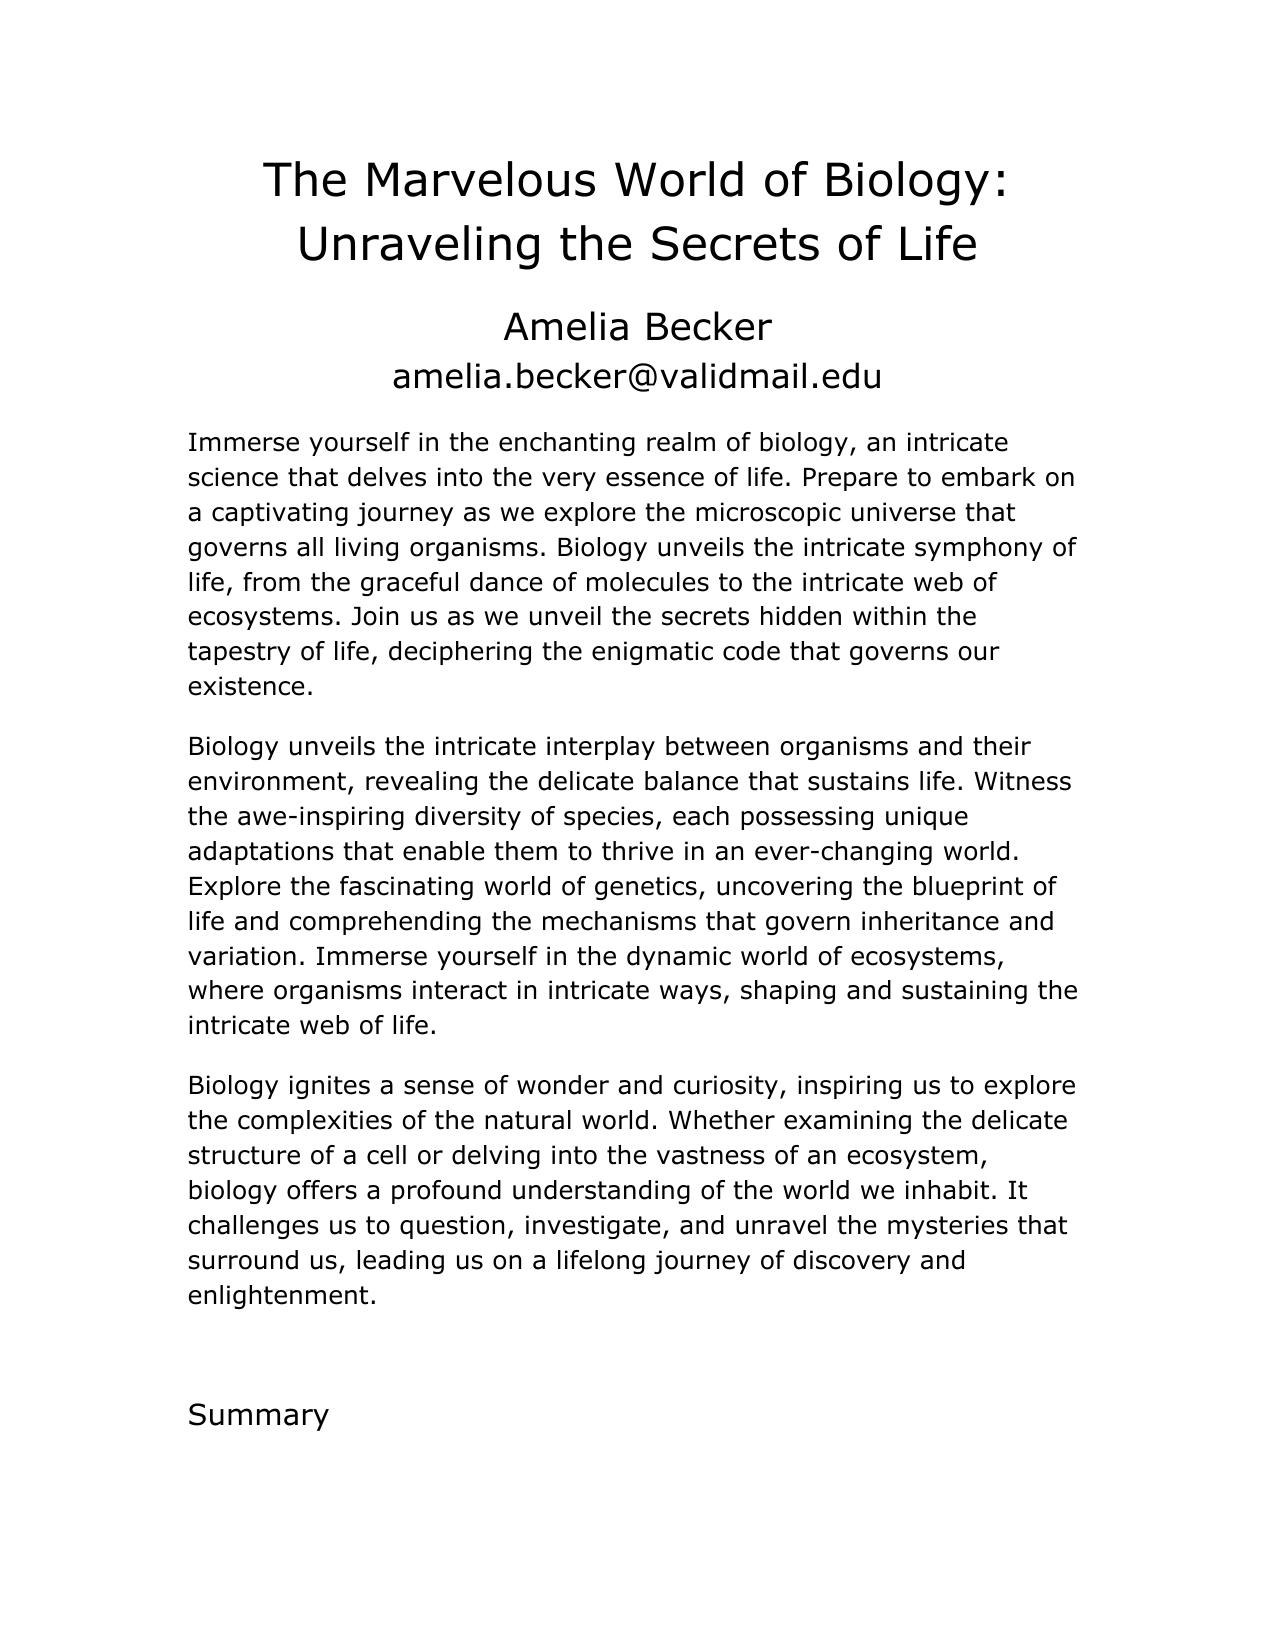 The Marvelous World of Biology:
Unraveling the Secrets of Life
Amelia Becker
amelia.becker@validmail.edu
Immerse yourself in the enchanting realm of biology, an intricate
science that delves into the very essence of life. Prepare to embark on
a captivating journey as we explore the microscopic universe that
governs all living organisms. Biology unveils the intricate symphony of
life, from the graceful dance of molecules to the intricate web of
ecosystems. Join us as we unveil the secrets hidden within the
tapestry of life, deciphering the enigmatic code that governs our
existence.
Biology unveils the intricate interplay between organisms and their
environment, revealing the delicate balance that sustains life. Witness
the awe-inspiring diversity of species, each possessing unique
adaptations that enable them to thrive in an ever-changing world.
Explore the fascinating world of genetics, uncovering the blueprint of
life and comprehending the mechanisms that govern inheritance and
variation. Immerse yourself in the dynamic world of ecosystems,
where organisms interact in intricate ways, shaping and sustaining the
intricate web of life.
Biology ignites a sense of wonder and curiosity, inspiring us to explore
the complexities of the natural world. Whether examining the delicate
structure of a cell or delving into the vastness of an ecosystem,
biology offers a profound understanding of the world we inhabit. It
challenges us to question, investigate, and unravel the mysteries that
surround us, leading us on a lifelong journey of discovery and
enlightenment.
Summary